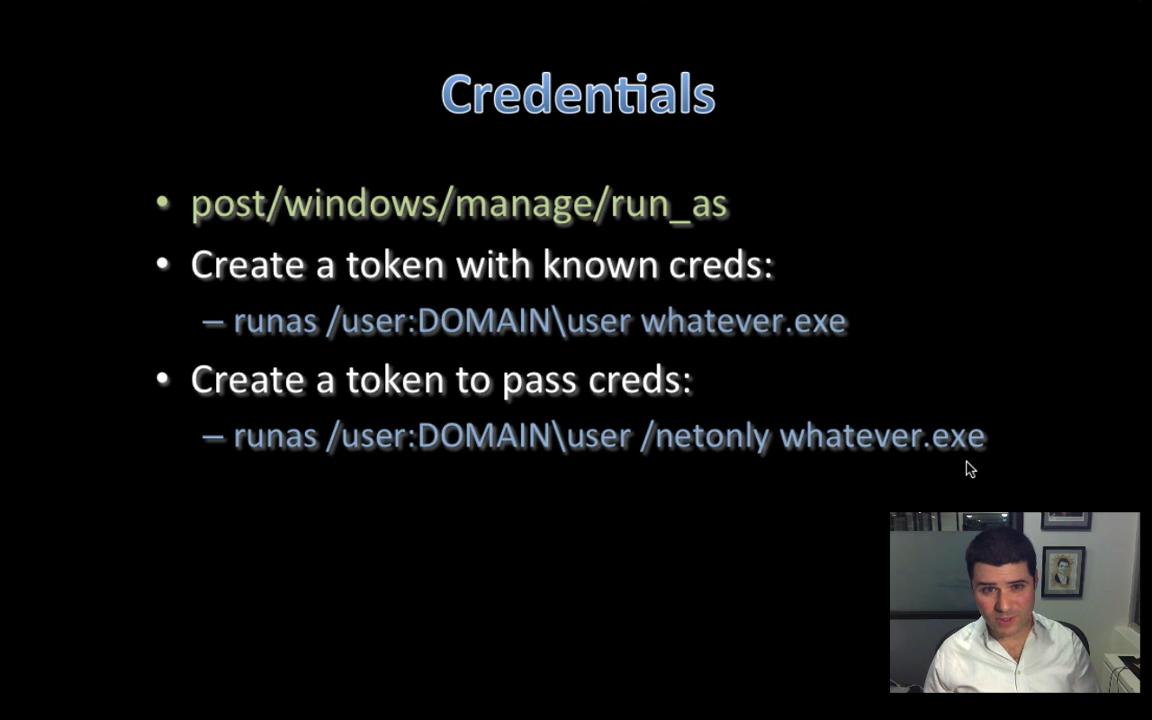 Credentials
• post/windows/manage/run_as
• Create a token with known creds:
– runas /user:DOMAIN\user whatever.exe
• Create a token to pass creds:
– runas /user:DOMAIN\user /netonly whatever.exe